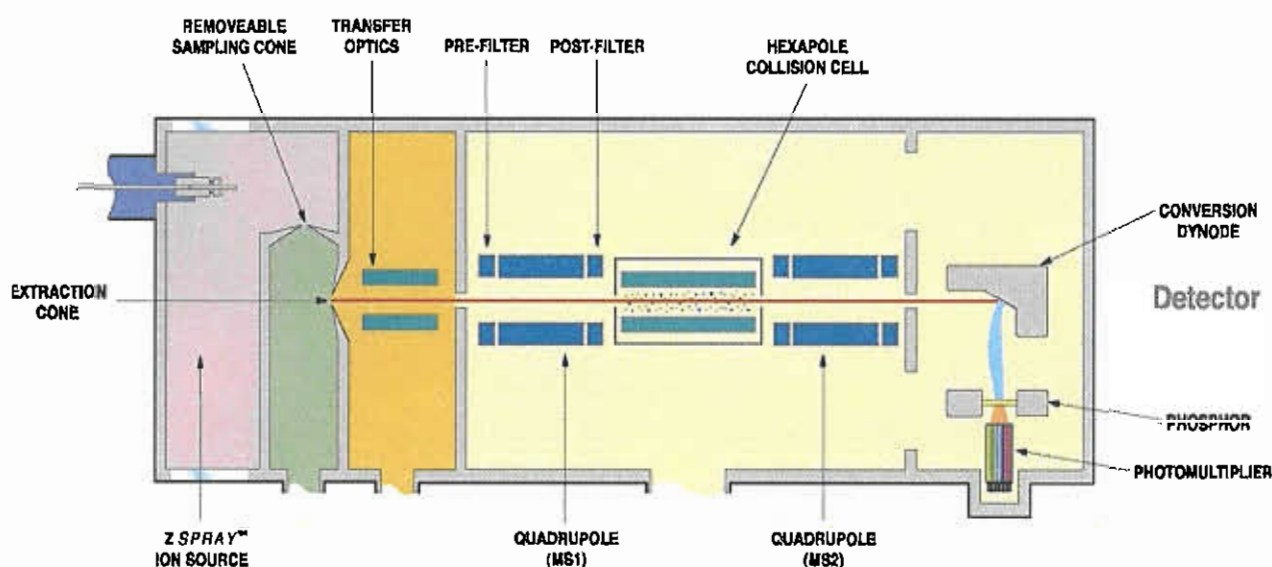 REMOVEABLE
SAMPLING CONE
TRANSFER
OPTICS
PRE-FILTER
POST-FILTER
HEXAPOLE
COLLISION CELL
CONVERSION
DYNODE
EXTRACTION
CONE
Detector
PHOSPHOR
PHOTOMULTIPLIER
Z SPRAY™
ION SOURCE
QUADRUPOLE
(MS1)
QUADRUPOLE
(MS2)